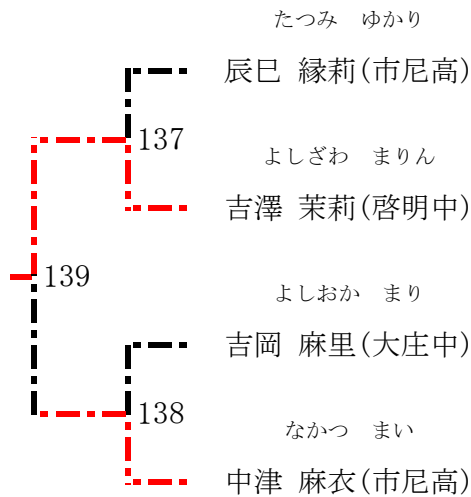 たつみ ゆかり
辰巳 縁莉(市尼高)
137
よしざわ まりん
吉澤 茉莉(啓明中)
139
よしおか まり
吉岡 麻里(大庄中)
138
なかつ まい
中津 麻衣(市尼高)